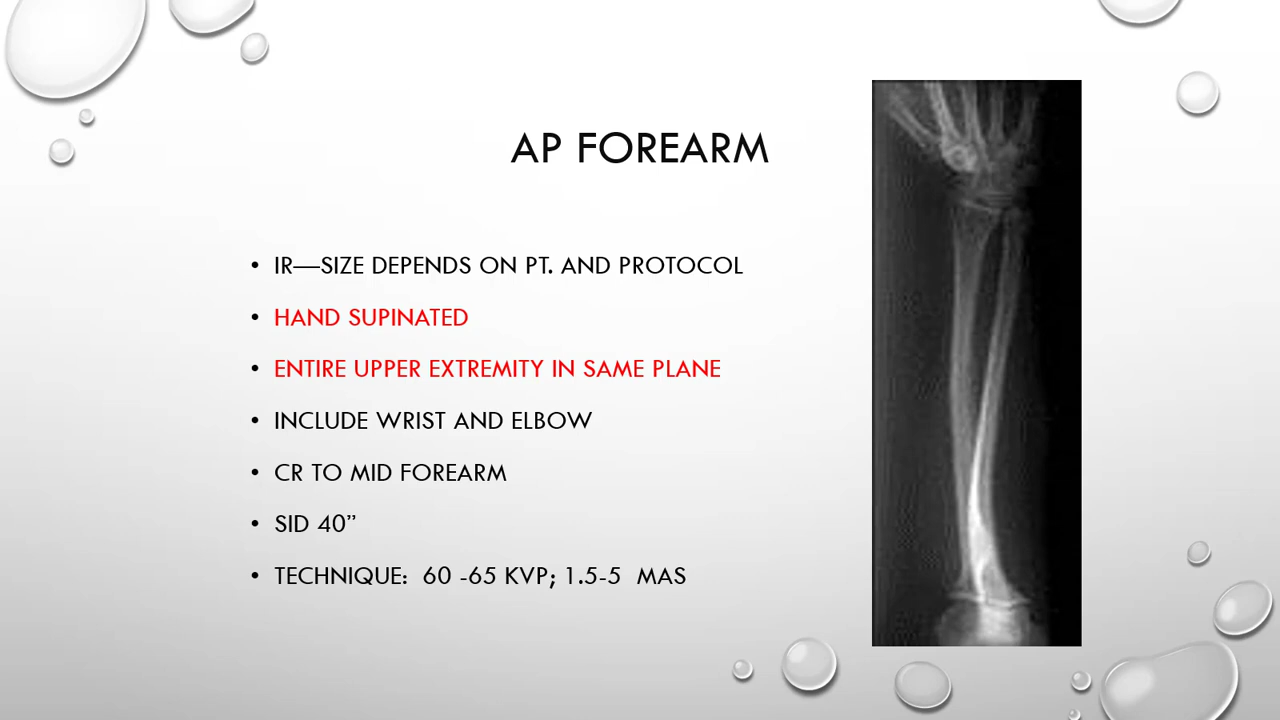 AP FOREARM
• IR—SIZE DEPENDS ON PT. AND PROTOCOL
• HAND SUPINATED
• ENTIRE UPPER EXTREMITY IN SAME PLANE
• INCLUDE WRIST AND ELBOW
• CR TO MID FOREARM
• SID 40”
• TECHNIQUE:  60 -65 KVP; 1.5-5  MAS